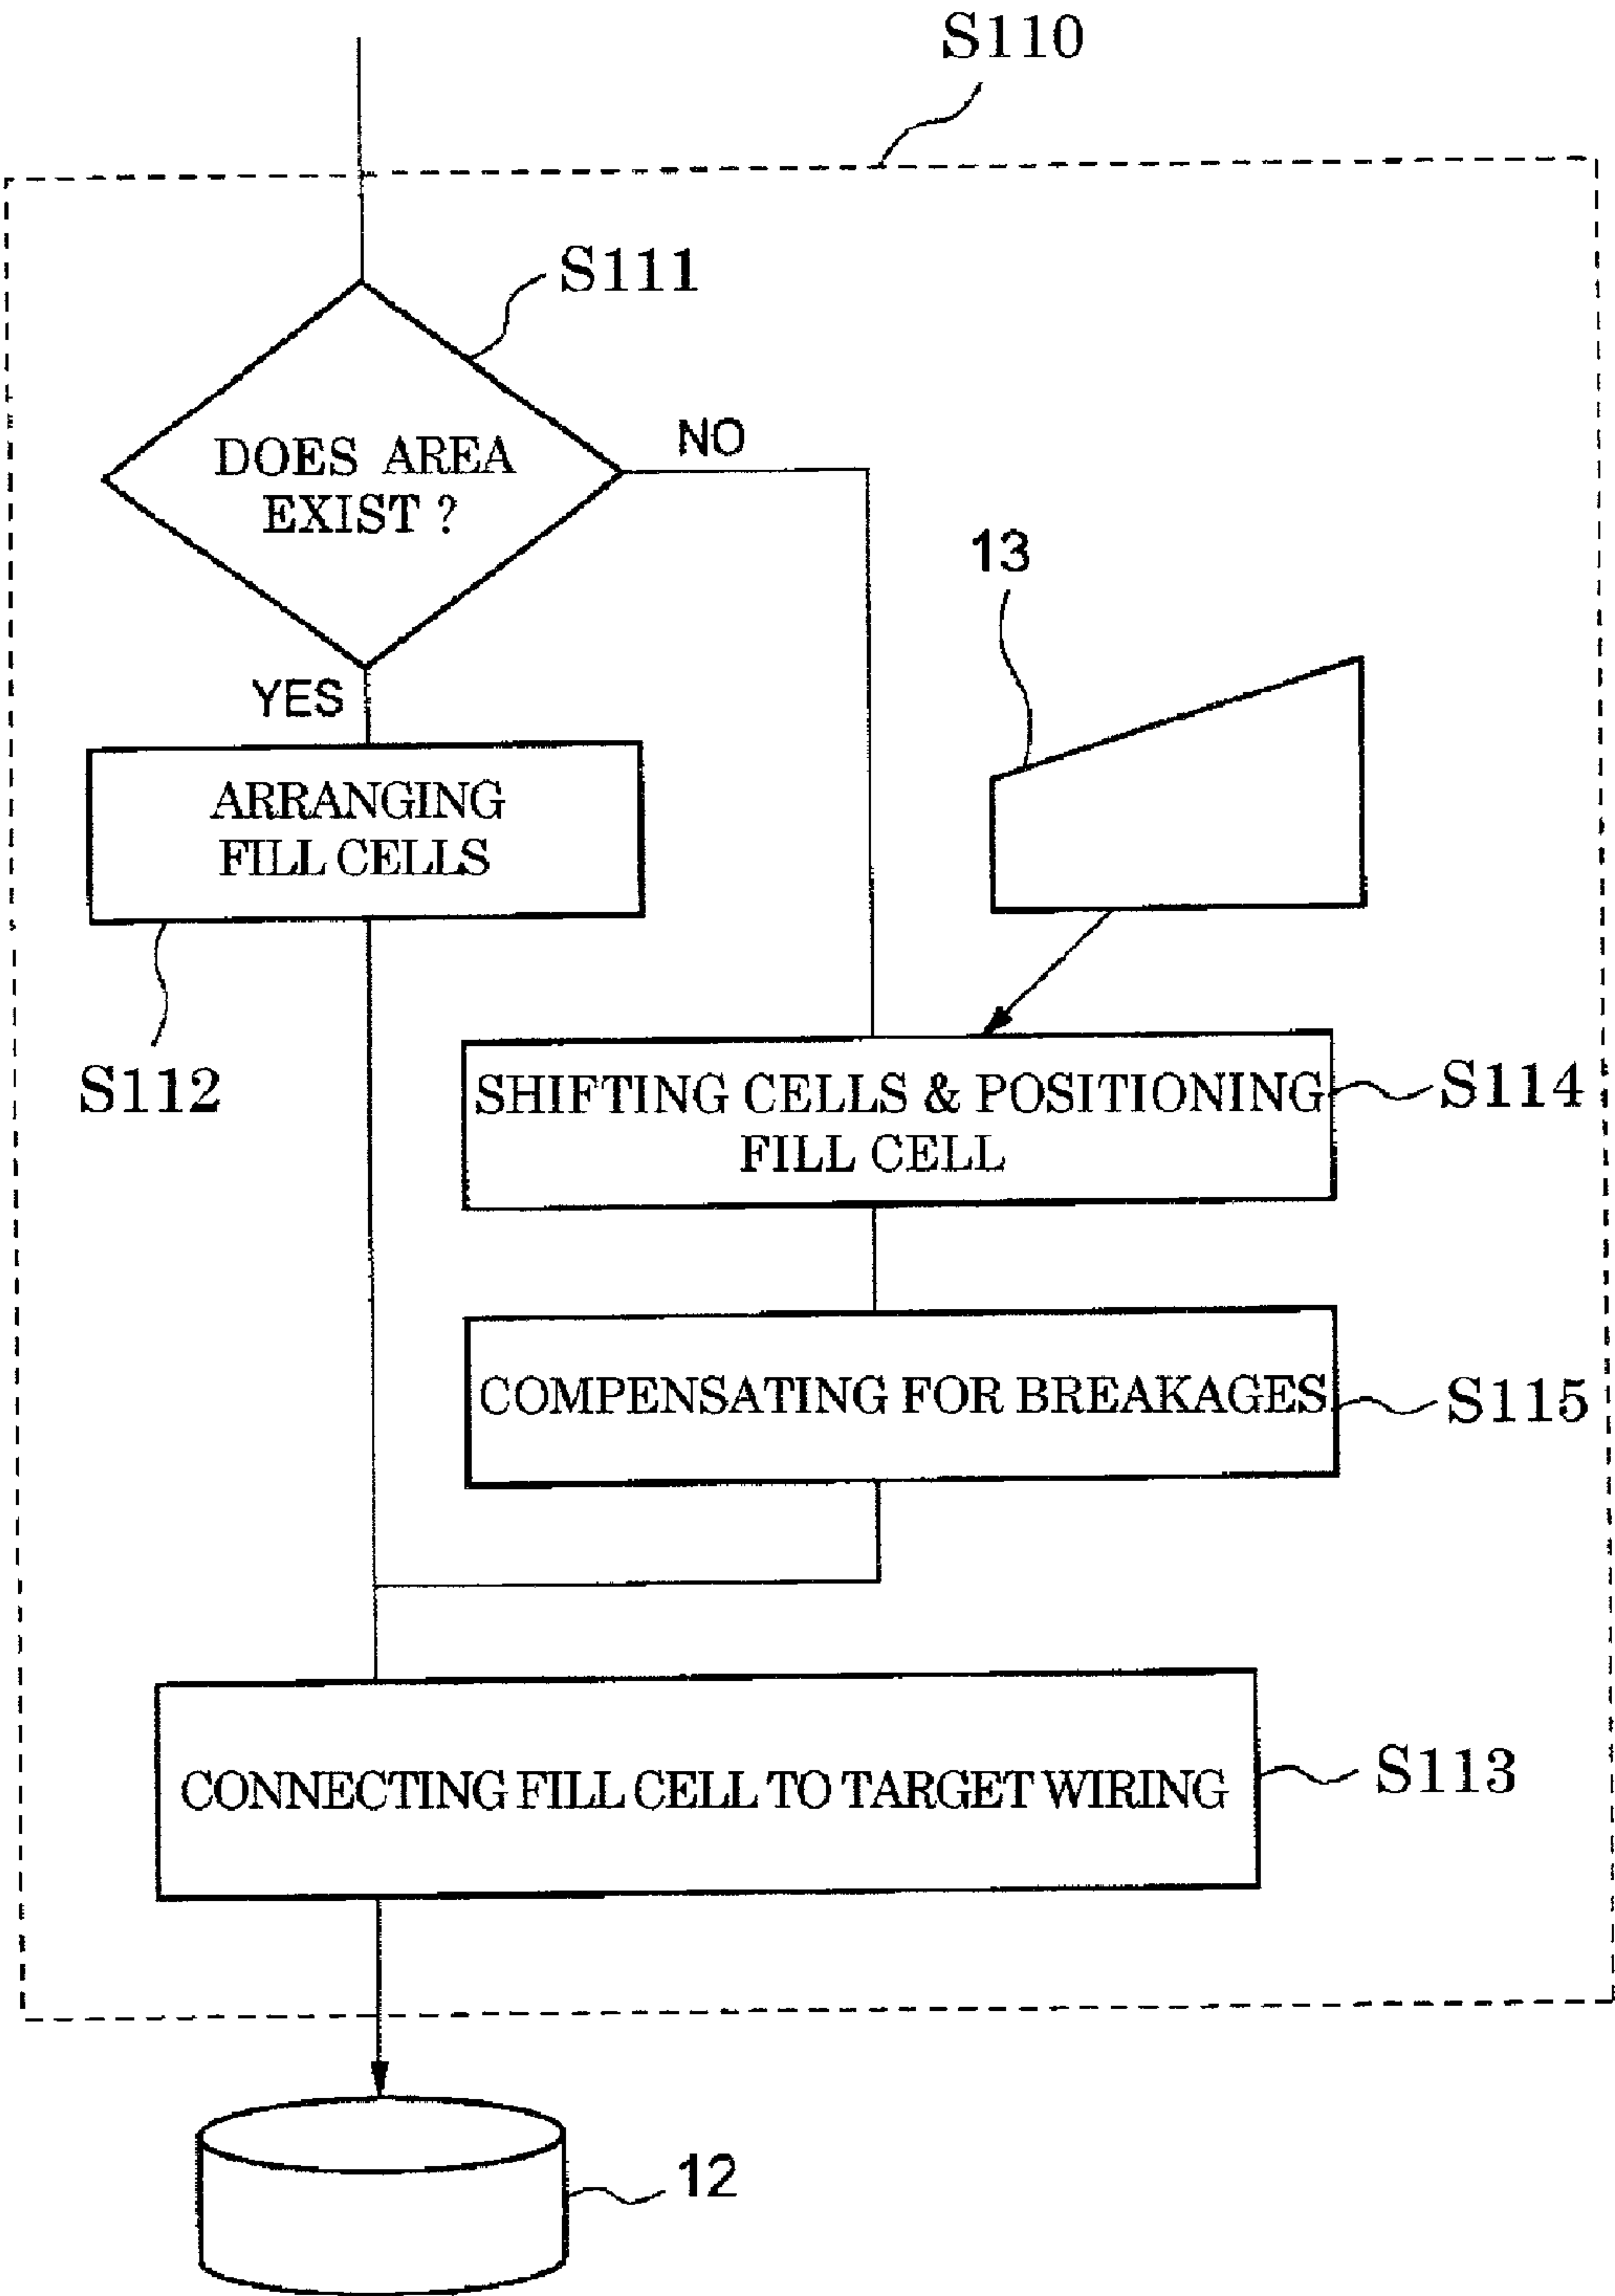 S110
S111
DOES AREA
EXIST ?
NO
YES
13
ARRANGING
FILL CELLS
S112
SHIFTING CELLS & POSITIONING
FILL CELL
S114
COMPENSATING FOR BREAKAGES
S115
CONNECTING FILL CELL TO TARGET WIRING
S113
12